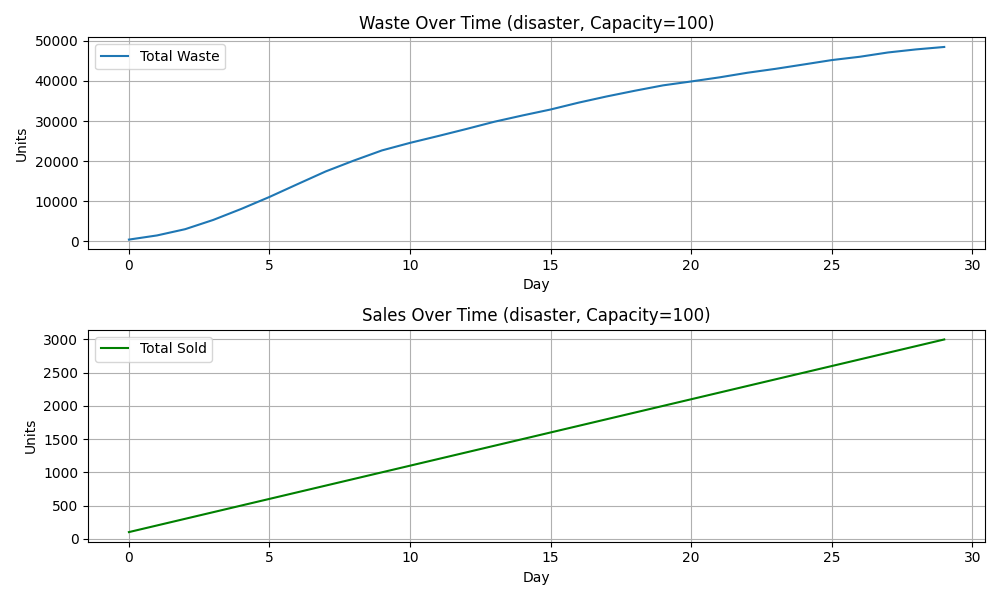 Waste Over Time (disaster, Capacity=100)
50000
40000
30000
20000
10000
0
Units
Total Waste
0 5 10 15 20 25 30
Day
Sales Over Time (disaster, Capacity=100)
3000
2500
2000
1500
1000
500
0
Units
Total Sold
0 5 10 15 20 25 30
Day